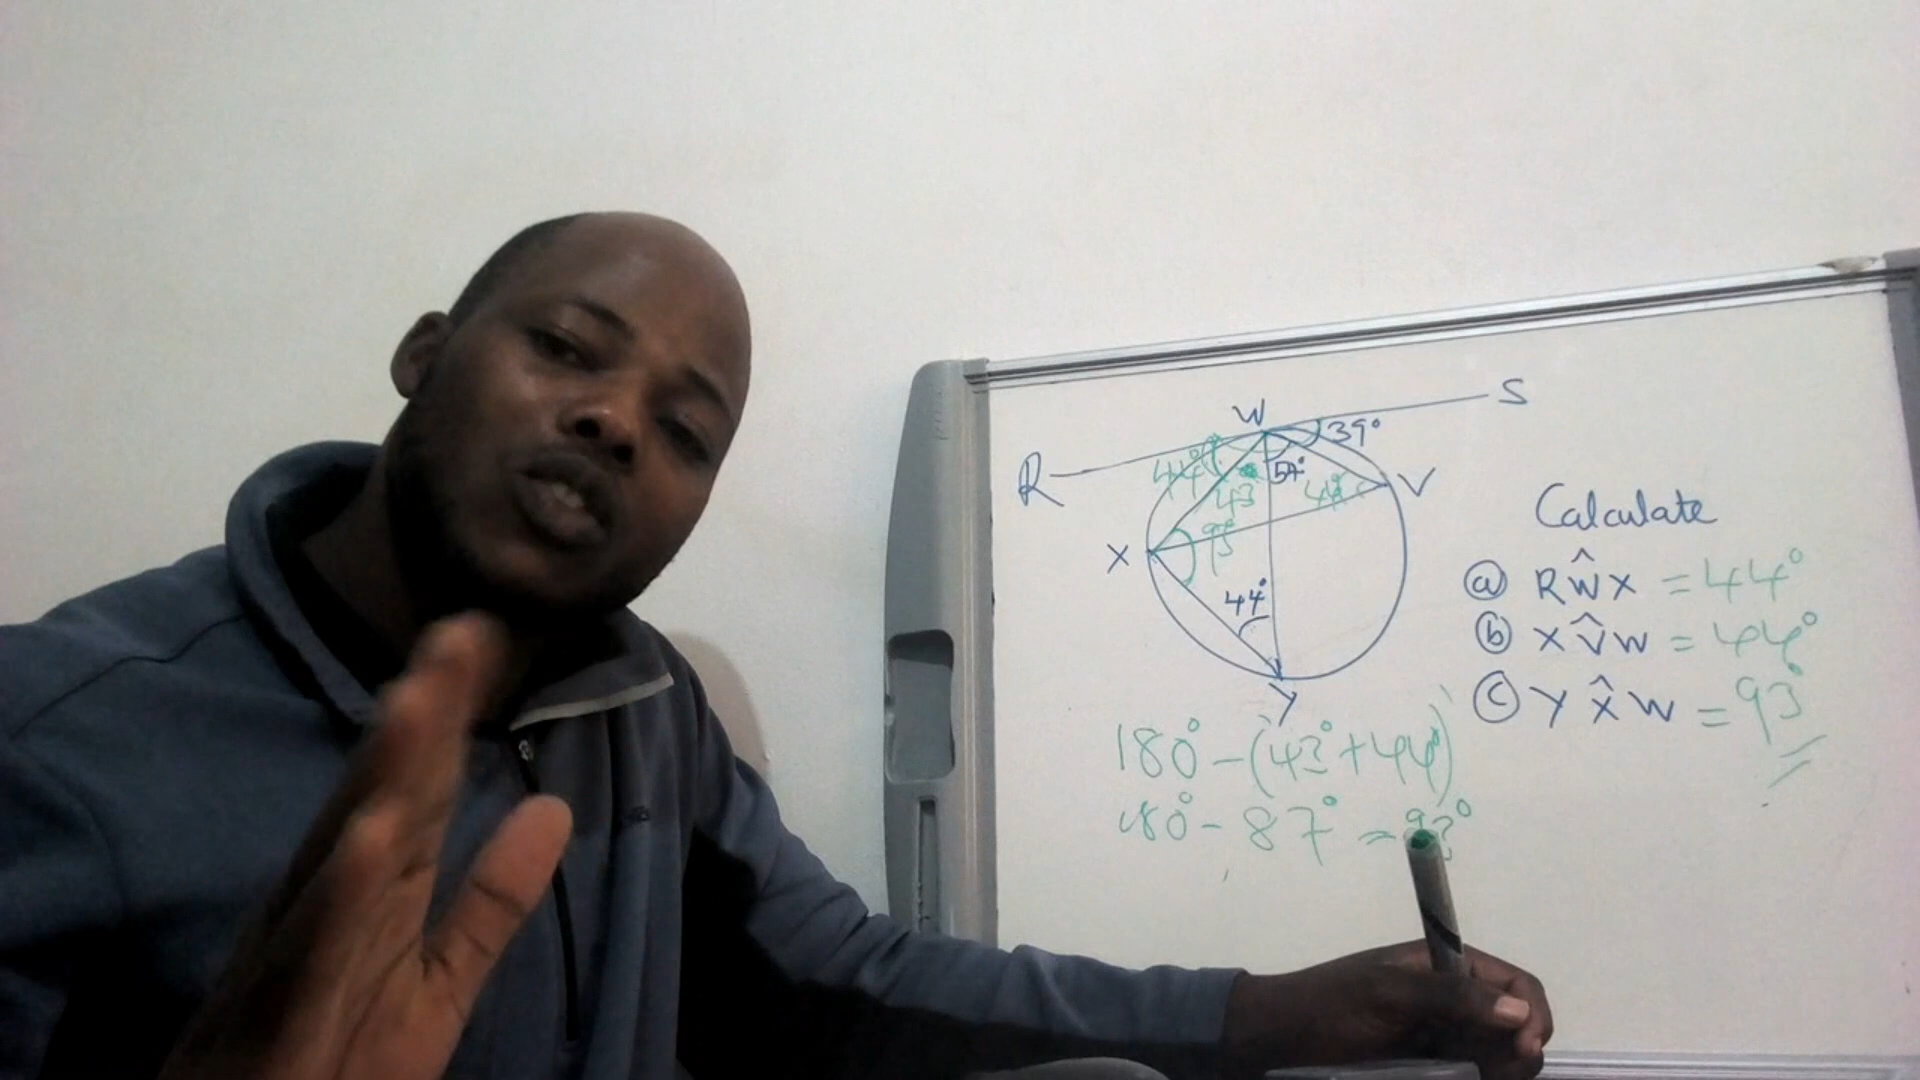 W
S
39°
R
44°
43
54°
44°
V
X
93°
44°
Y
Calculate
ⓐ RŴX = 44°
ⓑ XV̂W = 44°
ⓒ YX̂W = 93°
180° - (43° + 44°)
180° - 87° = 93°